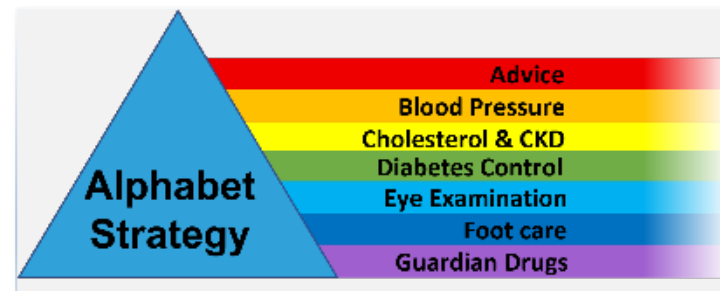 Alphabet
Strategy
Advice
Blood Pressure
Cholesterol & CKD
Diabetes Control
Eye Examination
Foot care
Guardian Drugs